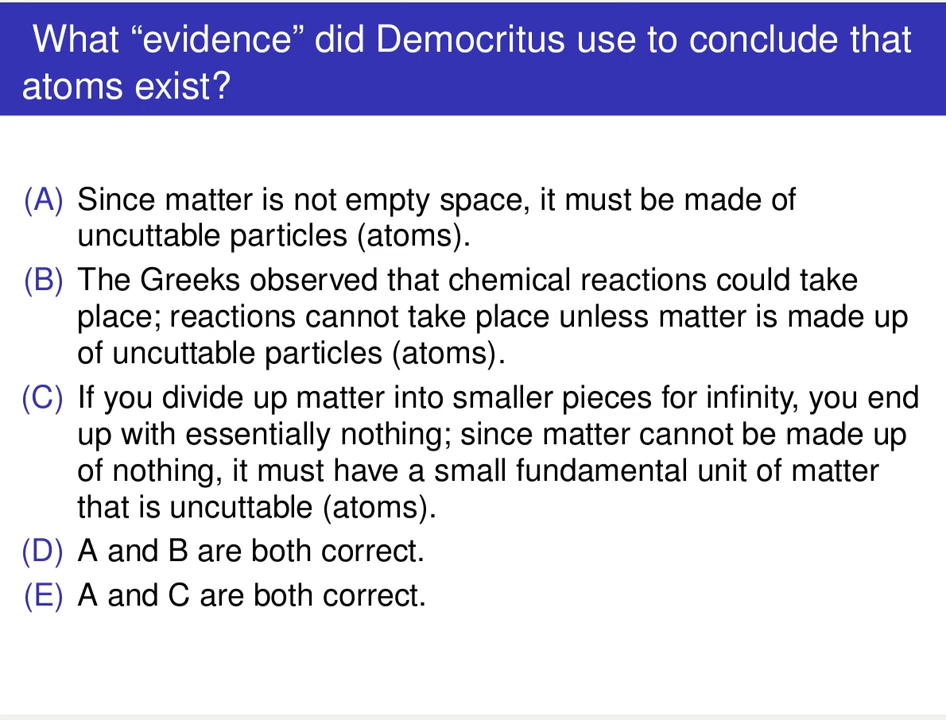 What “evidence” did Democritus use to conclude that
atoms exist?
(A) Since matter is not empty space, it must be made of
uncuttable particles (atoms).
(B) The Greeks observed that chemical reactions could take
place; reactions cannot take place unless matter is made up
of uncuttable particles (atoms).
(C) If you divide up matter into smaller pieces for infinity, you end
up with essentially nothing; since matter cannot be made up
of nothing, it must have a small fundamental unit of matter
that is uncuttable (atoms).
(D) A and B are both correct.
(E) A and C are both correct.